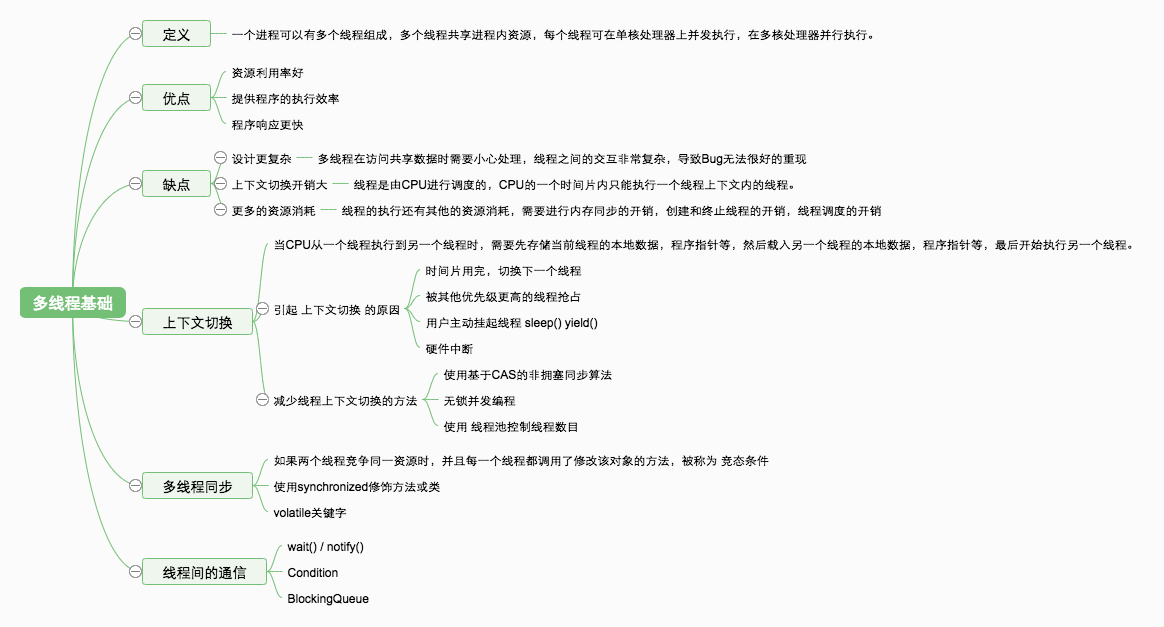 多线程基础
定义
一个进程可以有多个线程组成，多个线程共享进程内资源，每个线程可在单核处理器上并发执行，在多核处理器并行执行。
优点
资源利用率好
提供程序的执行效率
程序响应更快
缺点
设计更复杂
多线程在访问共享数据时需要小心处理，线程之间的交互非常复杂，导致Bug无法很好的重现
上下文切换开销大
线程是由CPU进行调度的，CPU的一个时间片内只能执行一个线程上下文内的线程。
更多的资源消耗
线程的执行还有其他的资源消耗，需要进行内存同步的开销，创建和终止线程的开销，线程调度的开销
上下文切换
当CPU从一个线程执行到另一个线程时，需要先存储当前线程的本地数据，程序指针等，然后载入另一个线程的本地数据，程序指针等，最后开始执行另一个线程。
引起 上下文切换 的原因
时间片用完，切换下一个线程
被其他优先级更高的线程抢占
用户主动挂起线程 sleep() yield()
硬件中断
减少线程上下文切换的方法
使用基于CAS的非拥塞同步算法
无锁并发编程
使用 线程池控制线程数目
多线程同步
如果两个线程竞争同一资源时，并且每一个线程都调用了修改该对象的方法，被称为 竞态条件
使用synchronized修饰方法或类
volatile关键字
线程间的通信
wait() / notify()
Condition
BlockingQueue